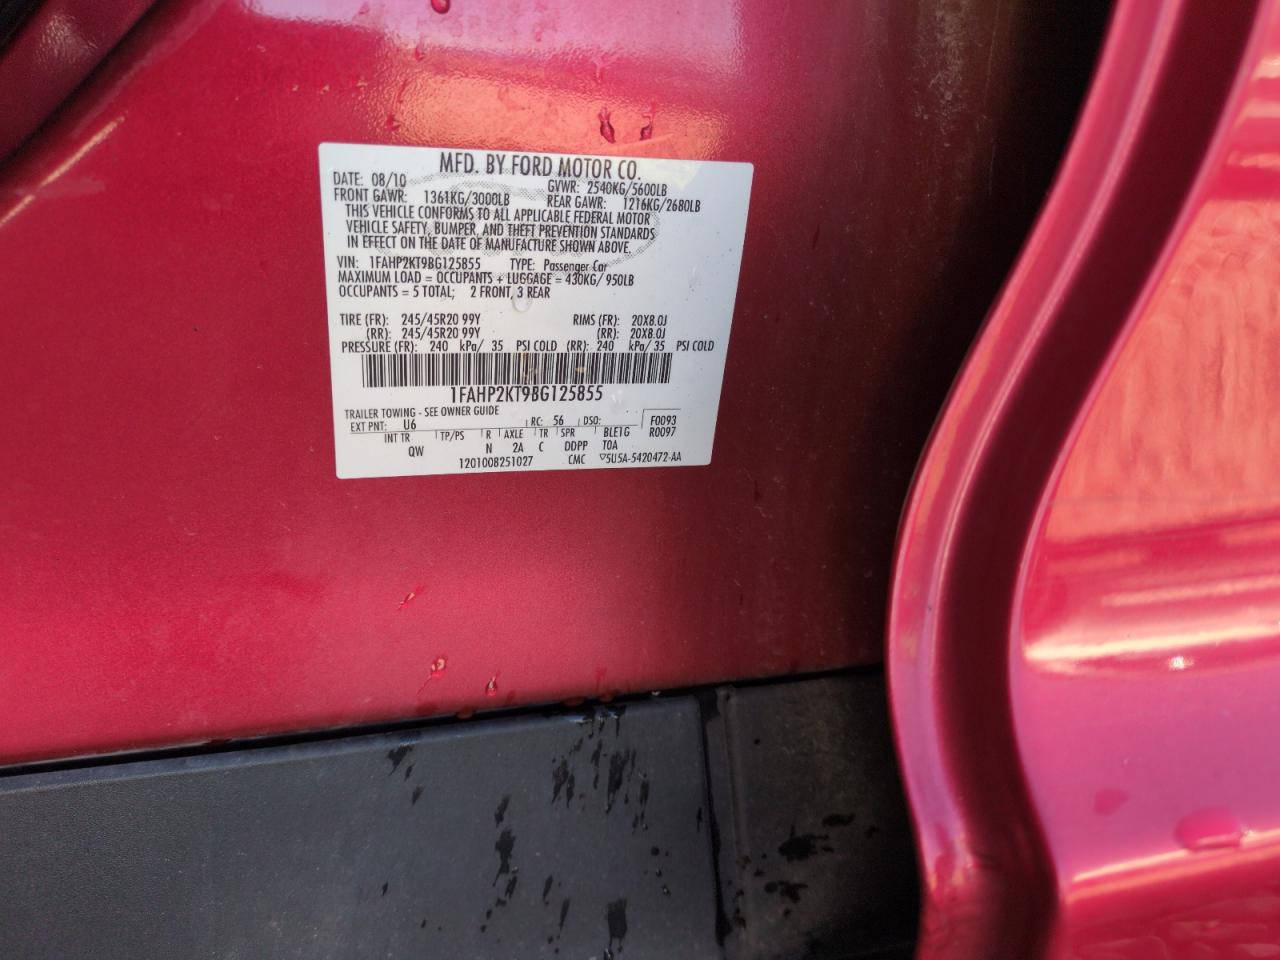 MFD. BY FORD MOTOR CO.
DATE: 08/10 GVWR: 2540KG/5600LB
FRONT GAWR: 1361KG/3000LB REAR GAWR: 1216KG/2680LB
THIS VEHICLE CONFORMS TO ALL APPLICABLE FEDERAL MOTOR
VEHICLE SAFETY, BUMPER, AND THEFT PREVENTION STANDARDS
IN EFFECT ON THE DATE OF MANUFACTURE SHOWN ABOVE.
VIN: 1FAHP2KT9BG125855 TYPE: Passenger Car
MAXIMUM LOAD = OCCUPANTS + LUGGAGE = 430KG/ 950LB
OCCUPANTS = 5 TOTAL; 2 FRONT, 3 REAR
TIRE (FR): 245/45R20 99Y RIMS (FR): 20X8.0J
(RR): 245/45R20 99Y (RR): 20X8.0J
PRESSURE (FR): 240 kPa/ 35 PSI COLD (RR): 240 kPa/ 35 PSI COLD
1FAHP2KT9BG125855
TRAILER TOWING - SEE OWNER GUIDE
EXT PNT: U6 RC: 56 DSO: F0093
INT TR TP/PS R AXLE TR SPR BLETG R0097
QW N 2A C DDPP TOA
1201008251027 CMC 5U5A-5420472-AA